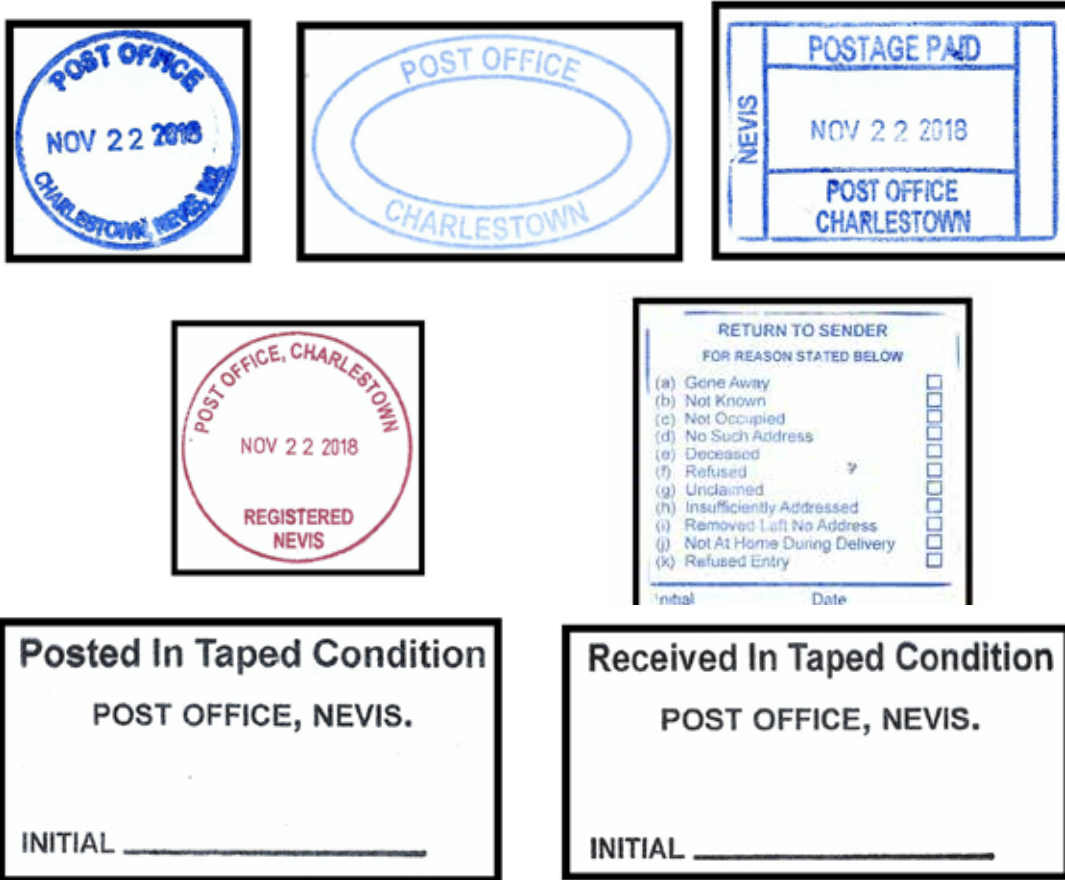 POST OFFICE
NOV 22 2018
CHARLESTOWN, NEVIS,
POST OFFICE
CHARLESTOWN
POSTAGE PAID
NEVIS
NOV 22 2018
POST OFFICE
CHARLESTOWN
POST OFFICE, CHARLESTOWN
NOV 22 2018
REGISTERED
NEVIS
RETURN TO SENDER
FOR REASON STATED BELOW
(a) Gone Away
(b) Not Known
(c) Not Occupied
(d) No Such Address
(e) Deceased
(f) Refused
(g) Unclaimed
(h) Insufficiently Addressed
(i) Removed Left No Address
(j) Not At Home During Delivery
(k) Refused Entry
Initial Date
Posted In Taped Condition
POST OFFICE, NEVIS.
INITIAL
Received In Taped Condition
POST OFFICE, NEVIS.
INITIAL